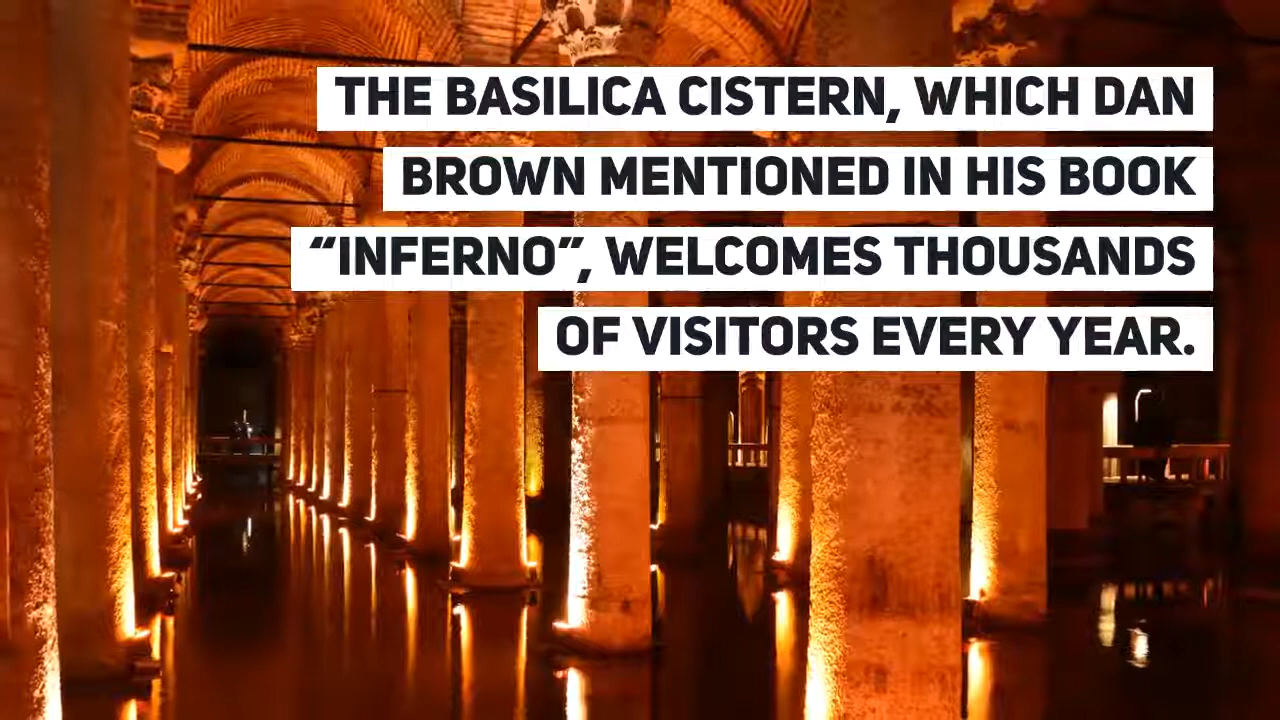 THE BASILICA CISTERN, WHICH DAN
BROWN MENTIONED IN HIS BOOK
“INFERNO”, WELCOMES THOUSANDS
OF VISITORS EVERY YEAR.